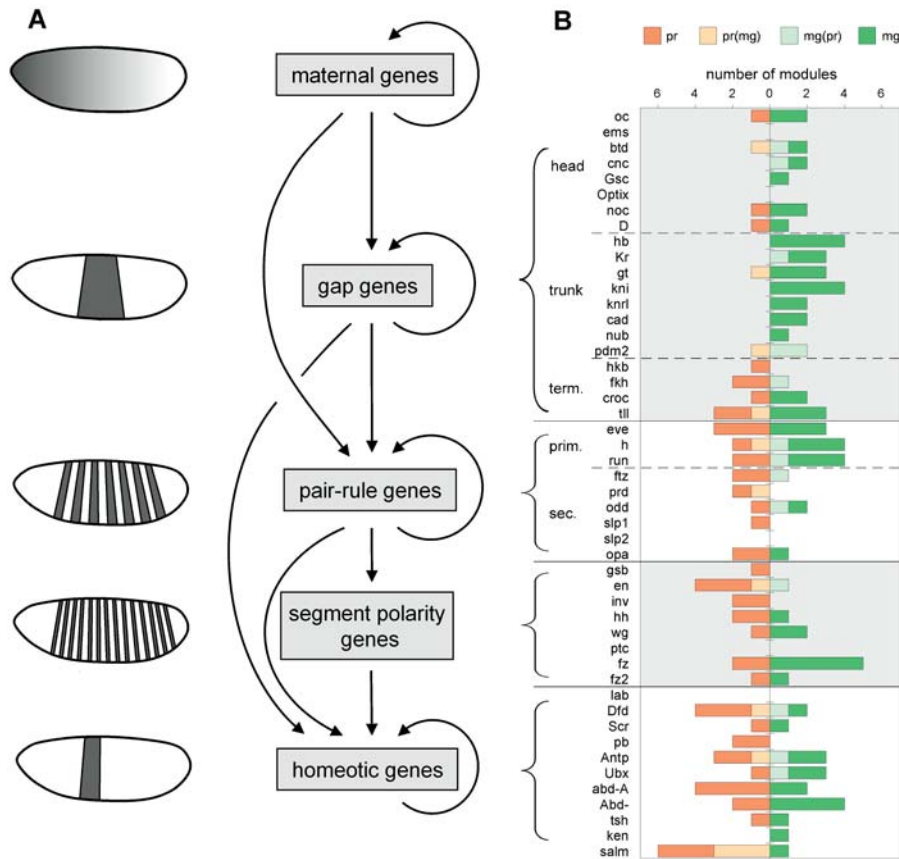 A
maternal genes
gap genes
pair-rule genes
segment polarity
genes
homeotic genes
B
pr pr(mg) mg(pr) mg
number of modules
6 4 2 0 2 4 6
head
trunk
term.
prim.
sec.
oc
ems
btd
cnc
Gsc
Optix
noc
D
hb
Kr
gt
kni
knrl
cad
nub
pdm2
hkb
fkh
croc
tll
eve
h
run
ftz
prd
odd
slp1
slp2
opa
gsb
en
inv
hh
wg
ptc
fz
fz2
lab
Dfd
Scr
pb
Antp
Ubx
abd-A
Abd-
tsh
ken
salm